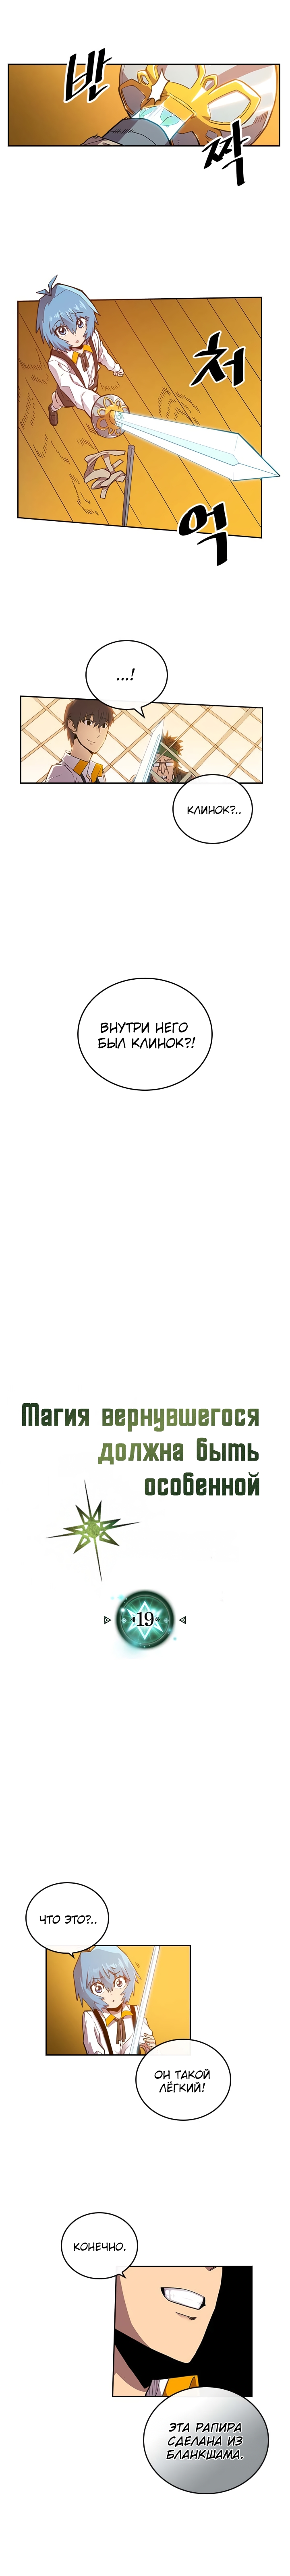 반
짝
처
억
...!
КЛИНОК?..
ВНУТРИ НЕГО
БЫЛ КЛИНОК?!
Магия вернувшегося
должна быть
особенной
19
ЧТО ЭТО?..
ОН ТАКОЙ
ЛЁГКИЙ!
КОНЕЧНО.
ЭТА РАПИРА
СДЕЛАНА ИЗ
БЛАНКШАМА.